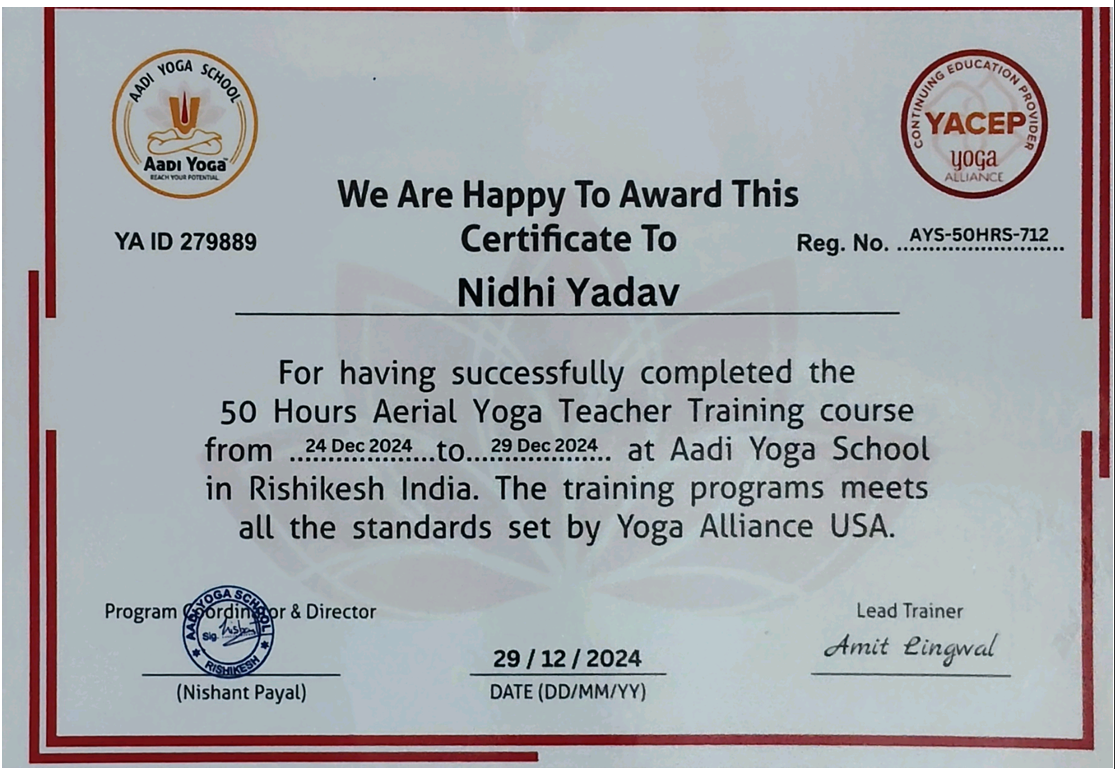 AADI YOGA SCHOOL
AADI YOGA
REACH YOUR POTENTIAL
CONTINUING EDUCATION PROVIDER
YACEP
yoga
ALLIANCE
We Are Happy To Award This
Certificate To
YA ID 279889
Reg. No. AYS-50HRS-712
Nidhi Yadav
For having successfully completed the
50 Hours Aerial Yoga Teacher Training course
from ..24 Dec 2024...to...29 Dec 2024.. at Aadi Yoga School
in Rishikesh India. The training programs meets
all the standards set by Yoga Alliance USA.
Program Coordinator & Director
AADI YOGA SCHOOL
Sig.
RISHIKESH
(Nishant Payal)
29 / 12 / 2024
DATE (DD/MM/YY)
Lead Trainer
Amit Lingwal